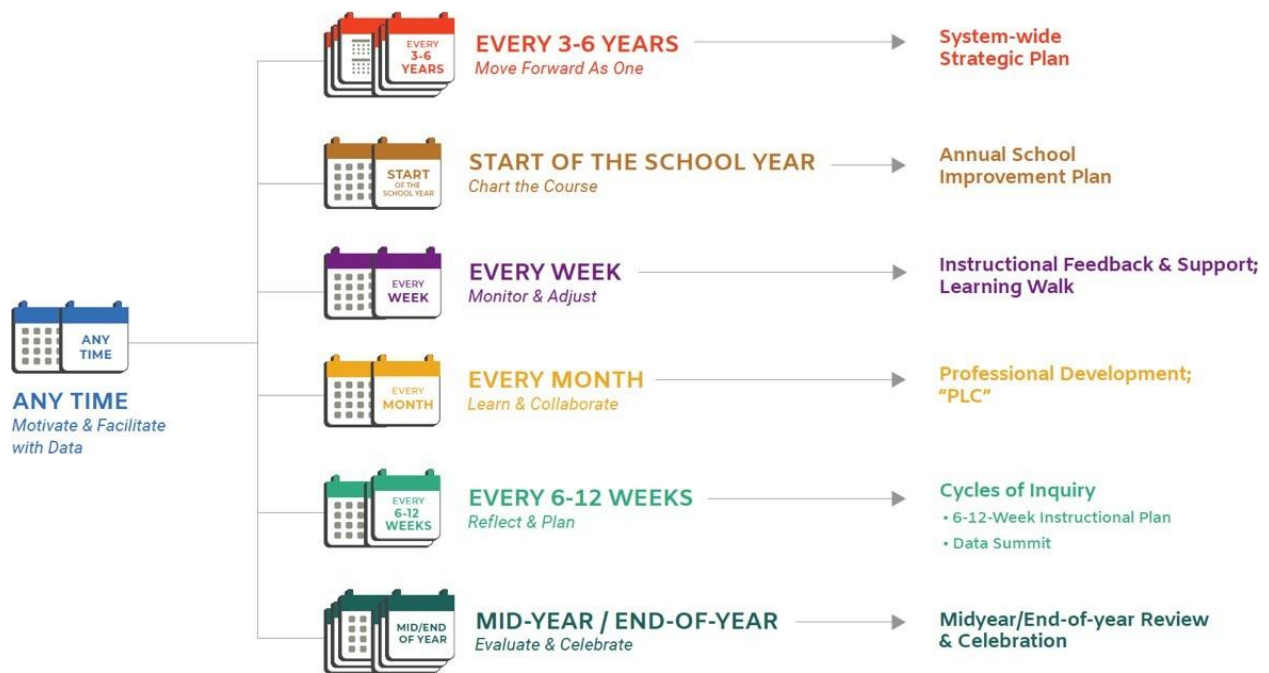 EVERY
3-6
YEARS
EVERY 3-6 YEARS
Move Forward As One
System-wide
Strategic Plan
START
OF THE
SCHOOL YEAR
START OF THE SCHOOL YEAR
Chart the Course
Annual School
Improvement Plan
EVERY
WEEK
EVERY WEEK
Monitor & Adjust
Instructional Feedback & Support;
Learning Walk
ANY
TIME
ANY TIME
Motivate & Facilitate
with Data
EVERY
MONTH
EVERY MONTH
Learn & Collaborate
Professional Development;
“PLC”
EVERY
6-12
WEEKS
EVERY 6-12 WEEKS
Reflect & Plan
Cycles of Inquiry
• 6-12-Week Instructional Plan
• Data Summit
MID/END
OF YEAR
MID-YEAR / END-OF-YEAR
Evaluate & Celebrate
Midyear/End-of-year Review
& Celebration